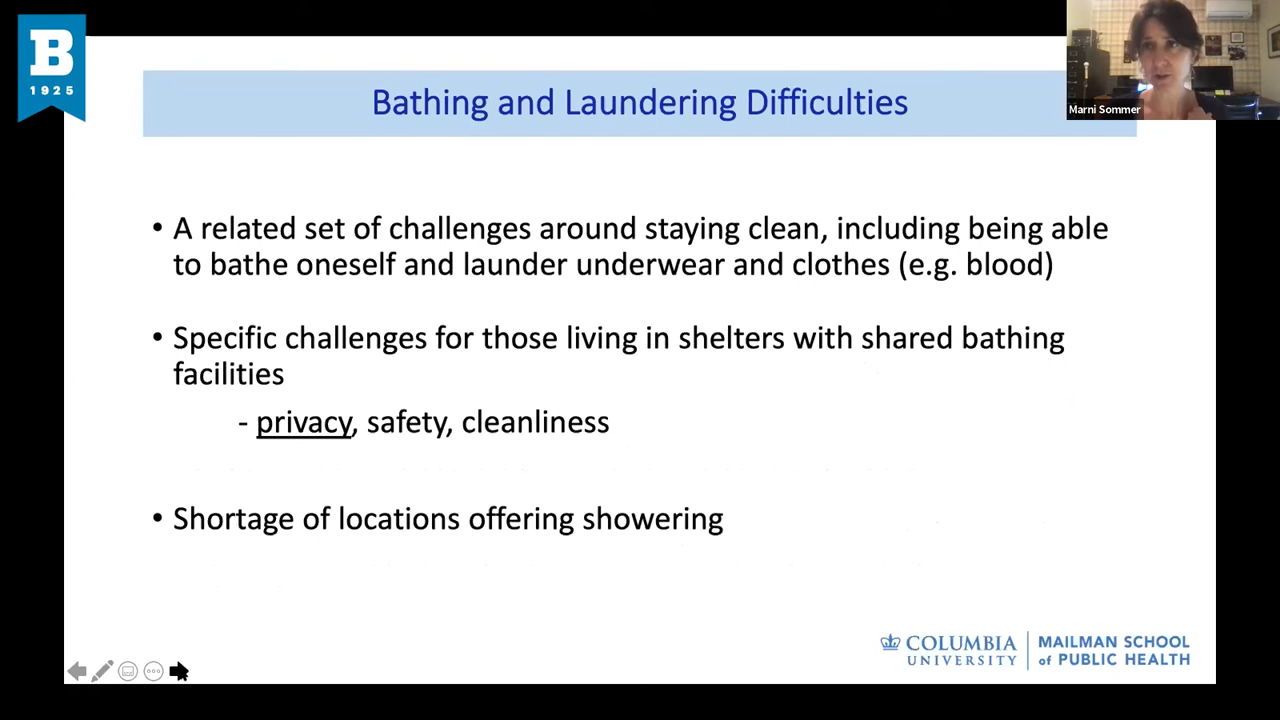 B
1925
Marni Sommer
Bathing and Laundering Difficulties
• A related set of challenges around staying clean, including being able
to bathe oneself and launder underwear and clothes (e.g. blood)
• Specific challenges for those living in shelters with shared bathing
facilities
- privacy, safety, cleanliness
• Shortage of locations offering showering
COLUMBIA
UNIVERSITY
MAILMAN SCHOOL
of PUBLIC HEALTH